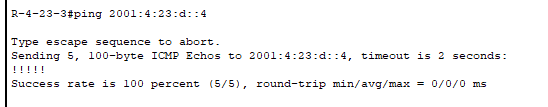 R-4-23-3#ping 2001:4:23:d::4
Type escape sequence to abort.
Sending 5, 100-byte ICMP Echos to 2001:4:23:d::4, timeout is 2 seconds:
!!!!!
Success rate is 100 percent (5/5), round-trip min/avg/max = 0/0/0 ms